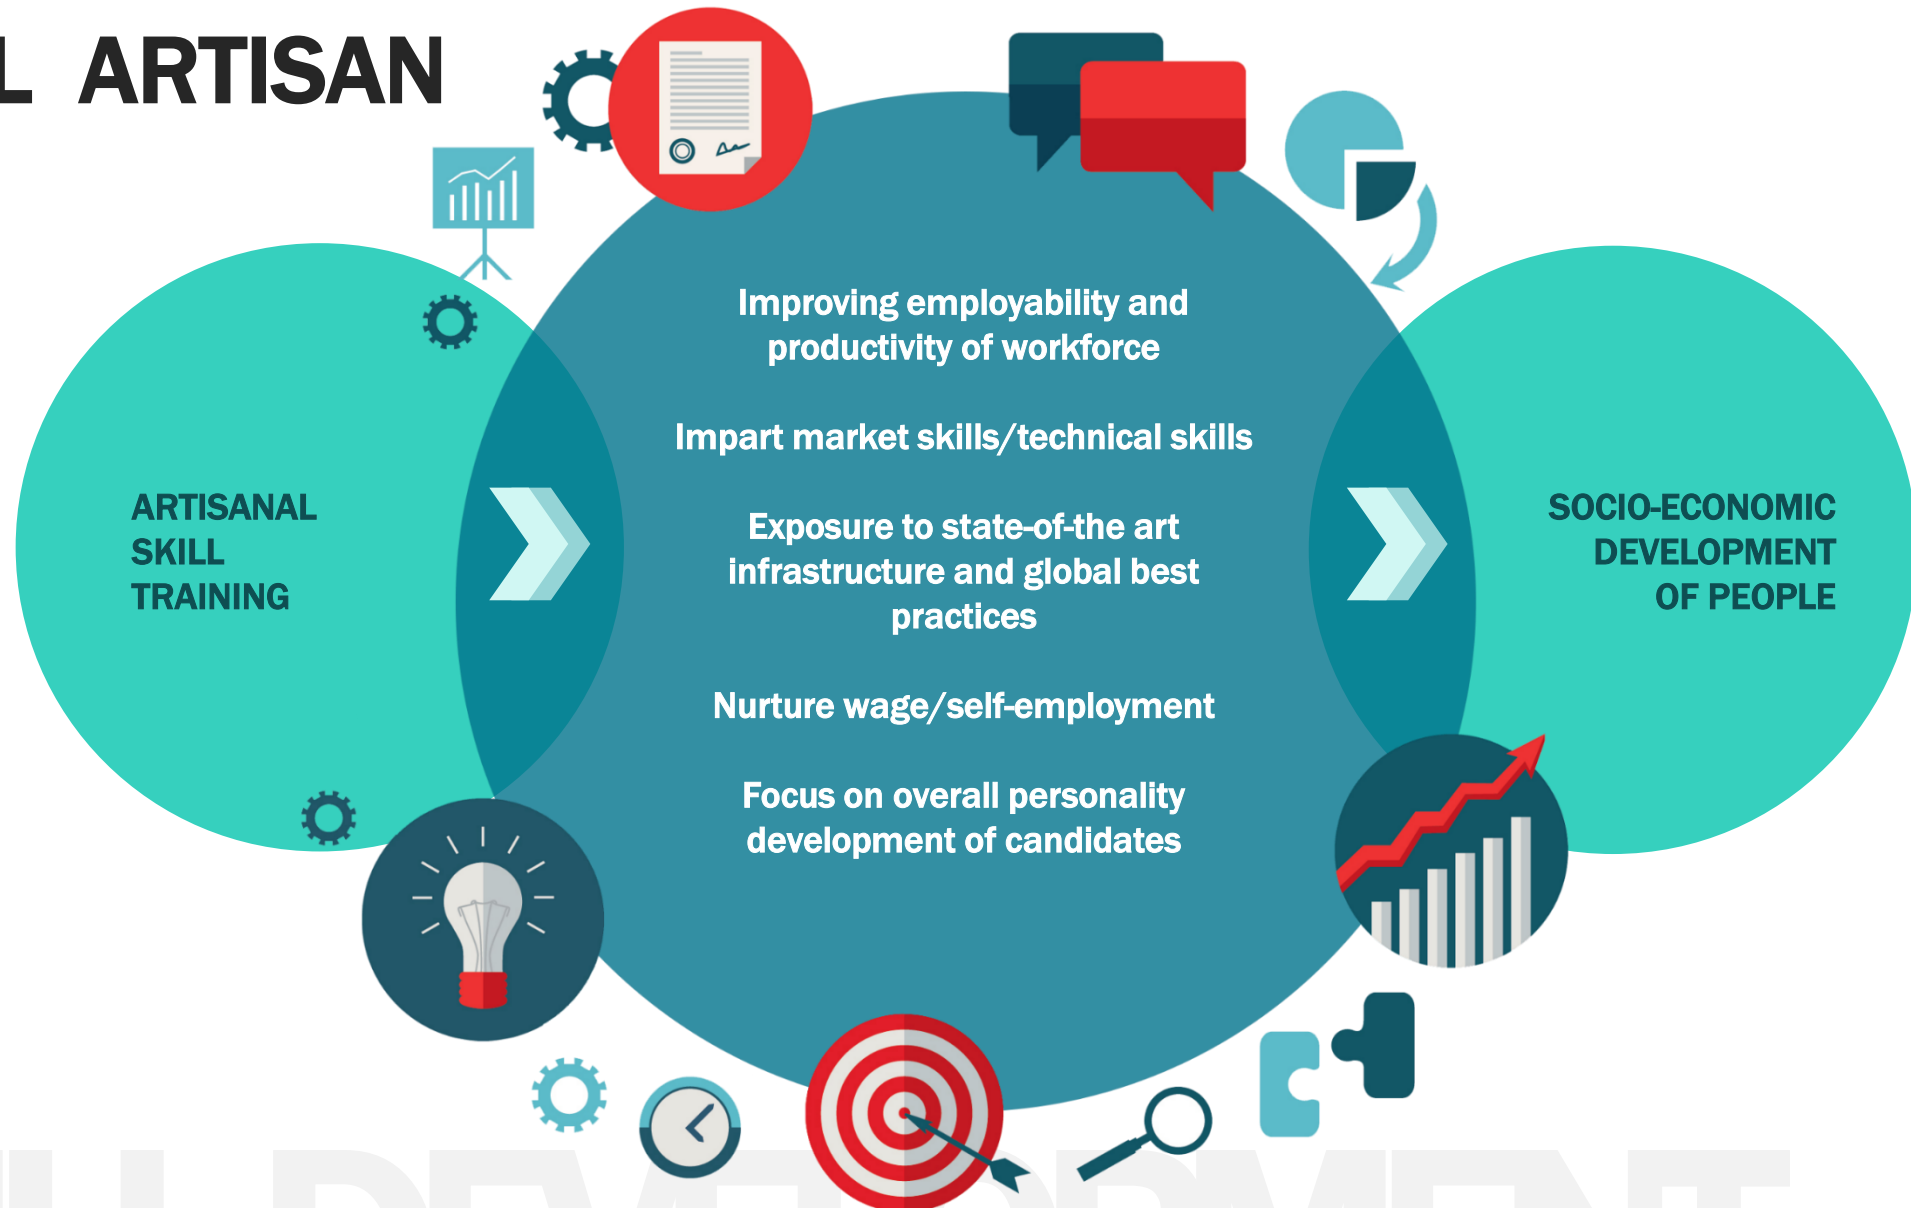 L ARTISAN
Improving employability and
productivity of workforce
Impart market skills/technical skills
Exposure to state-of-the art
infrastructure and global best
practices
Nurture wage/self-employment
Focus on overall personality
development of candidates
ARTISANAL
SKILL
TRAINING
SOCIO-ECONOMIC
DEVELOPMENT
OF PEOPLE
DEVELOPMENT